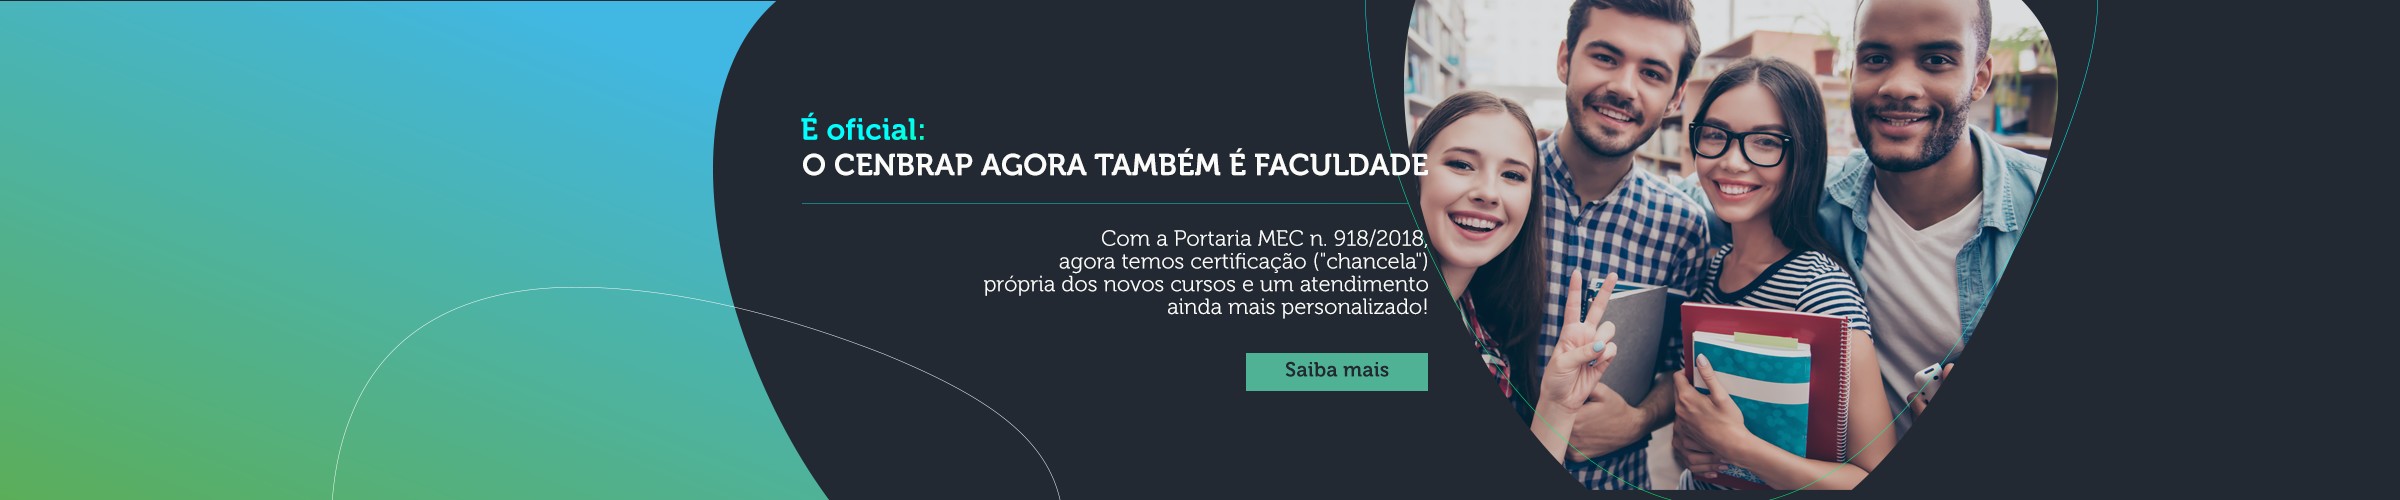 É oficial:
O CENBRAP AGORA TAMBÉM É FACULDADE
Com a Portaria MEC n. 918/2018,
agora temos certificação ("chancela")
própria dos novos cursos e um atendimento
ainda mais personalizado!
Saiba mais